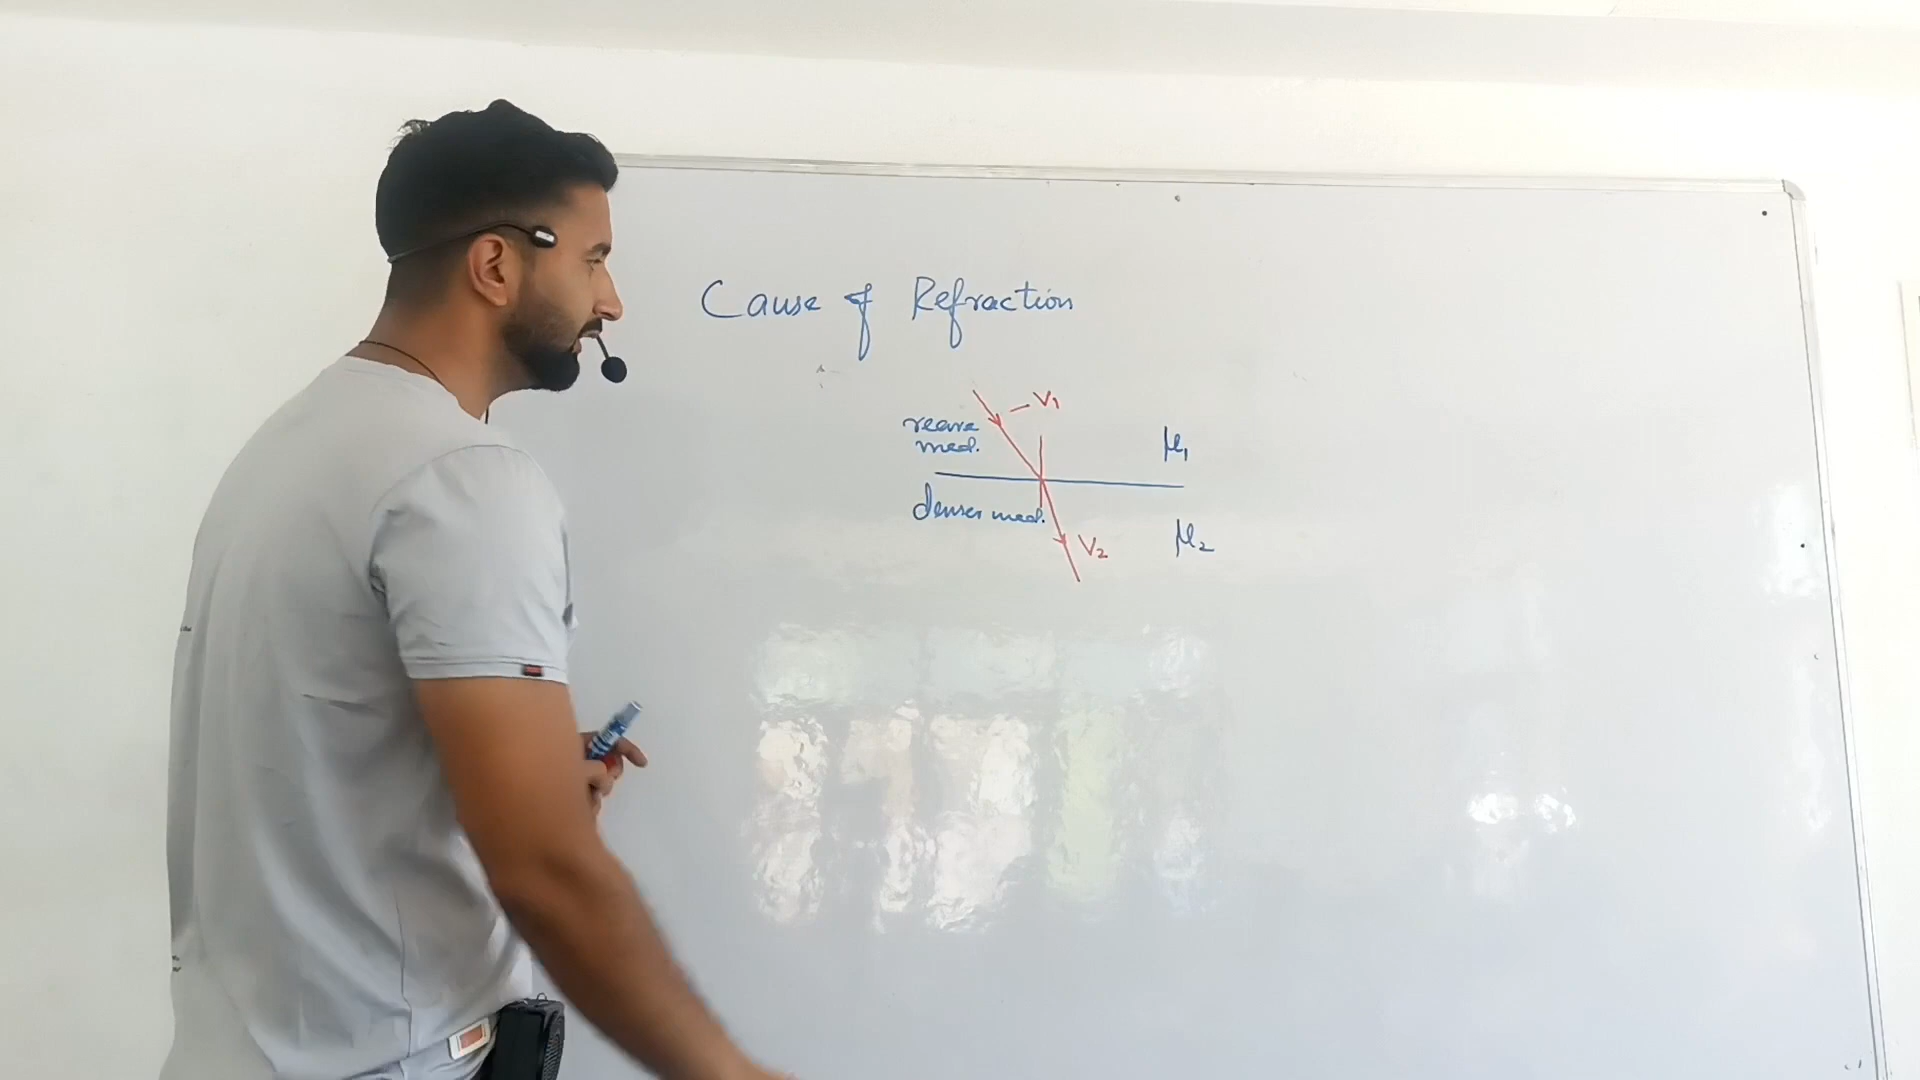 Cause of Refraction
V1
rearer
med.
μ1
denser med.
μ2
V2